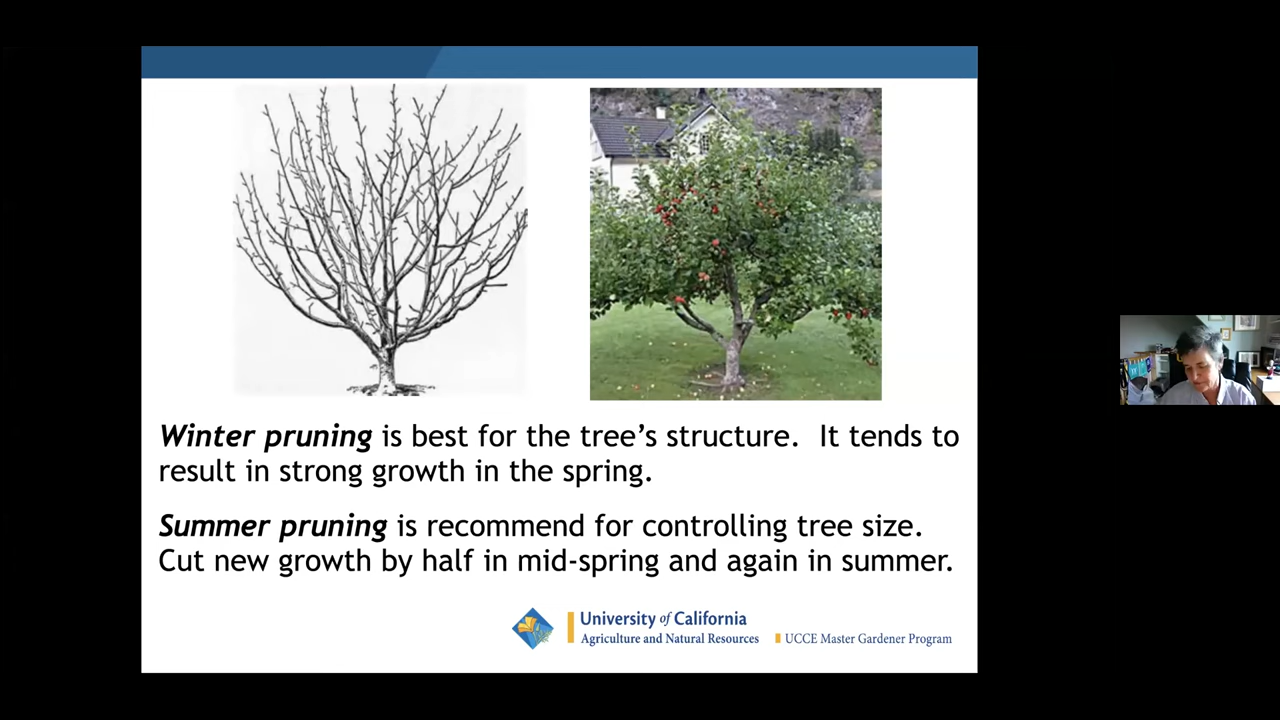 Winter pruning is best for the tree's structure.  It tends to
result in strong growth in the spring.
Summer pruning is recommend for controlling tree size.
Cut new growth by half in mid-spring and again in summer.
University of California
Agriculture and Natural Resources
UCCE Master Gardener Program